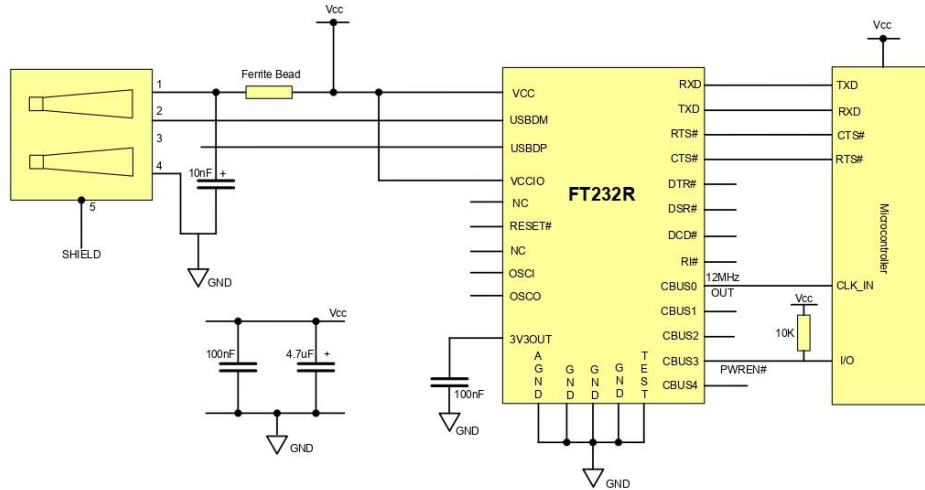 Vcc
Vcc
1
Ferrite Bead
2
3
4
5
SHIELD
10nF +
GND
Vcc
100nF
4.7uF +
GND
100nF
GND
VCC
USBDM
USBDP
VCCIO
NC
RESET#
NC
OSCI
OSCO
3V3OUT
FT232R
AGND
GND
GND
GND
TEST
GND
RXD
TXD
RTS#
CTS#
DTR#
DSR#
DCD#
RI#
CBUS0
CBUS1
CBUS2
CBUS3
CBUS4
12MHz
OUT
Vcc
10K
PWREN#
TXD
RXD
CTS#
RTS#
Microcontroller
CLK_IN
I/O